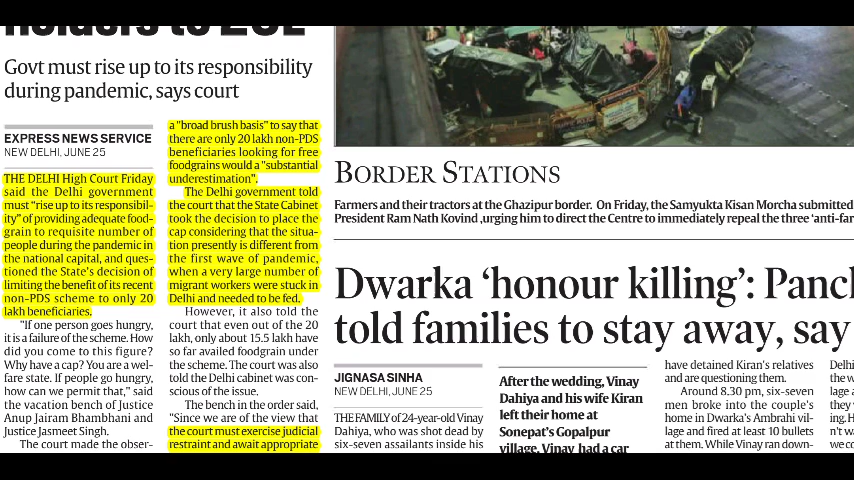 holders to 20L
Govt must rise up to its responsibility
during pandemic, says court
EXPRESS NEWS SERVICE
NEW DELHI, JUNE 25
THE DELHI High Court Friday
said the Delhi government
must "rise up to its responsibil-
ity" of providing adequate food-
grain to requisite number of
people during the pandemic in
the national capital, and ques-
tioned the State's decision of
limiting the benefit of its recent
non-PDS scheme to only 20
lakh beneficiaries.
"If one person goes hungry,
it is a failure of the scheme. How
did you come to this figure?
Why have a cap? You are a wel-
fare state. If people go hungry,
how can we permit that," said
the vacation bench of Justice
Anup Jairam Bhambhani and
Justice Jasmeet Singh.
The court made the obser-
a "broad brush basis" to say that
there are only 20 lakh non-PDS
beneficiaries looking for free
foodgrains would a "substantial
underestimation".
The Delhi government told
the court that the State Cabinet
took the decision to place the
cap considering that the situa-
tion presently is different from
the first wave of pandemic,
when a very large number of
migrant workers were stuck in
Delhi and needed to be fed.
However, it also told the
court that even out of the 20
lakh, only about 15.5 lakh have
so far availed foodgrain under
the scheme. The court was also
told the Delhi cabinet was con-
scious of the issue.
The bench in the order said,
"Since we are of the view that
the court must exercise judicial
restraint and await appropriate
BORDER STATIONS
Farmers and their tractors at the Ghazipur border. On Friday, the Samyukta Kisan Morcha submitted
President Ram Nath Kovind ,urging him to direct the Centre to immediately repeal the three 'anti-far
Dwarka 'honour killing': Panch
told families to stay away, say
JIGNASA SINHA
NEW DELHI, JUNE 25
THE FAMILY of 24-year-old Vinay
Dahiya, who was shot dead by
six-seven assailants inside his
After the wedding, Vinay
Dahiya and his wife Kiran
left their home at
Sonepat's Gopalpur
village. Vinay had a car
have detained Kiran's relatives
and are questioning them.
Around 8.30 pm, six-seven
men broke into the couple's
home in Dwarka's Ambrahi vil-
lage and fired at least 10 bullets
at them. While Vinay ran down-
Delhi
the w
lage a
they
ing. H
n't wa
we co